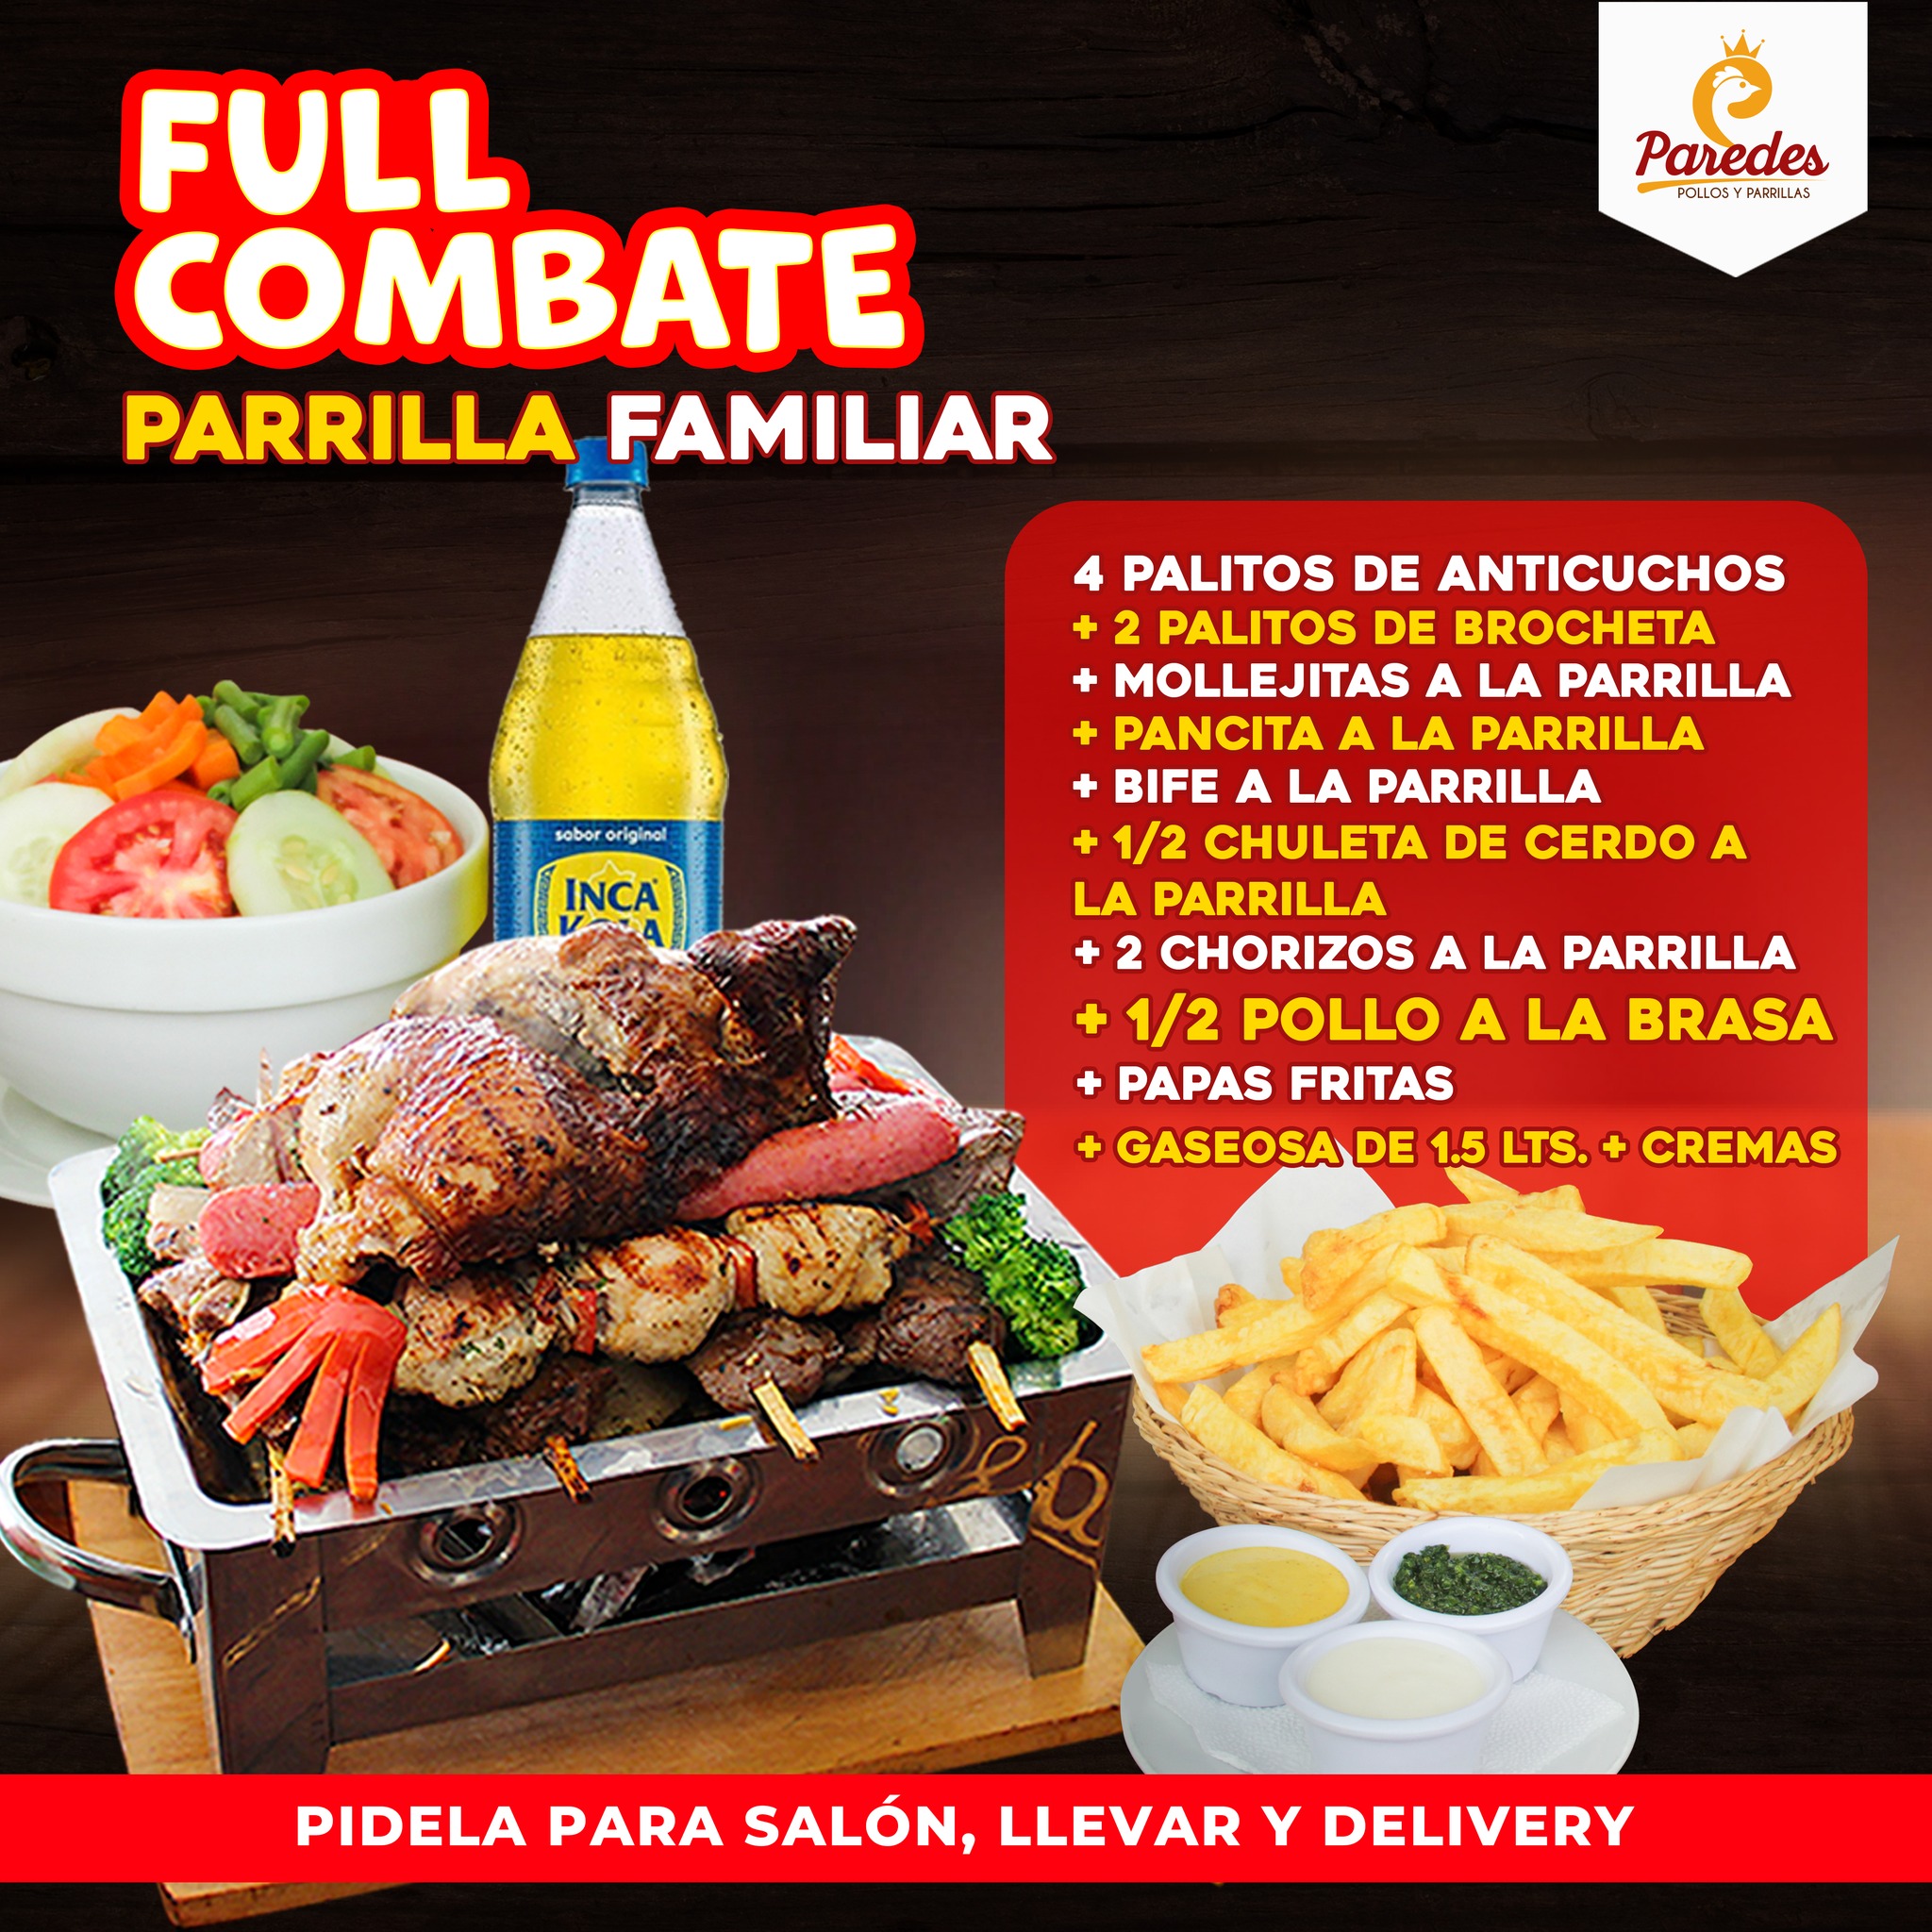 FULL
COMBATE
PARRILLA FAMILIAR
Paredes
POLLOS Y PARRILLAS
4 PALITOS DE ANTICUCHOS
+ 2 PALITOS DE BROCHETA
+ MOLLEJITAS A LA PARRILLA
+ PANCITA A LA PARRILLA
+ BIFE A LA PARRILLA
+ 1/2 CHULETA DE CERDO A
LA PARRILLA
+ 2 CHORIZOS A LA PARRILLA
+ 1/2 POLLO A LA BRASA
+ PAPAS FRITAS
+ GASEOSA DE 1.5 LTS. + CREMAS
sabor original
INCA
KOLA
PIDELA PARA SALÓN, LLEVAR Y DELIVERY